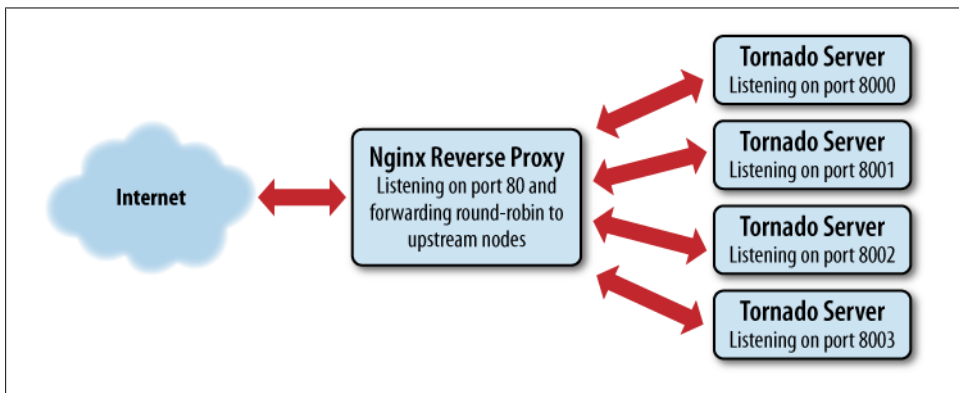 Internet
Nginx Reverse Proxy
Listening on port 80 and
forwarding round-robin to
upstream nodes
Tornado Server
Listening on port 8000
Tornado Server
Listening on port 8001
Tornado Server
Listening on port 8002
Tornado Server
Listening on port 8003